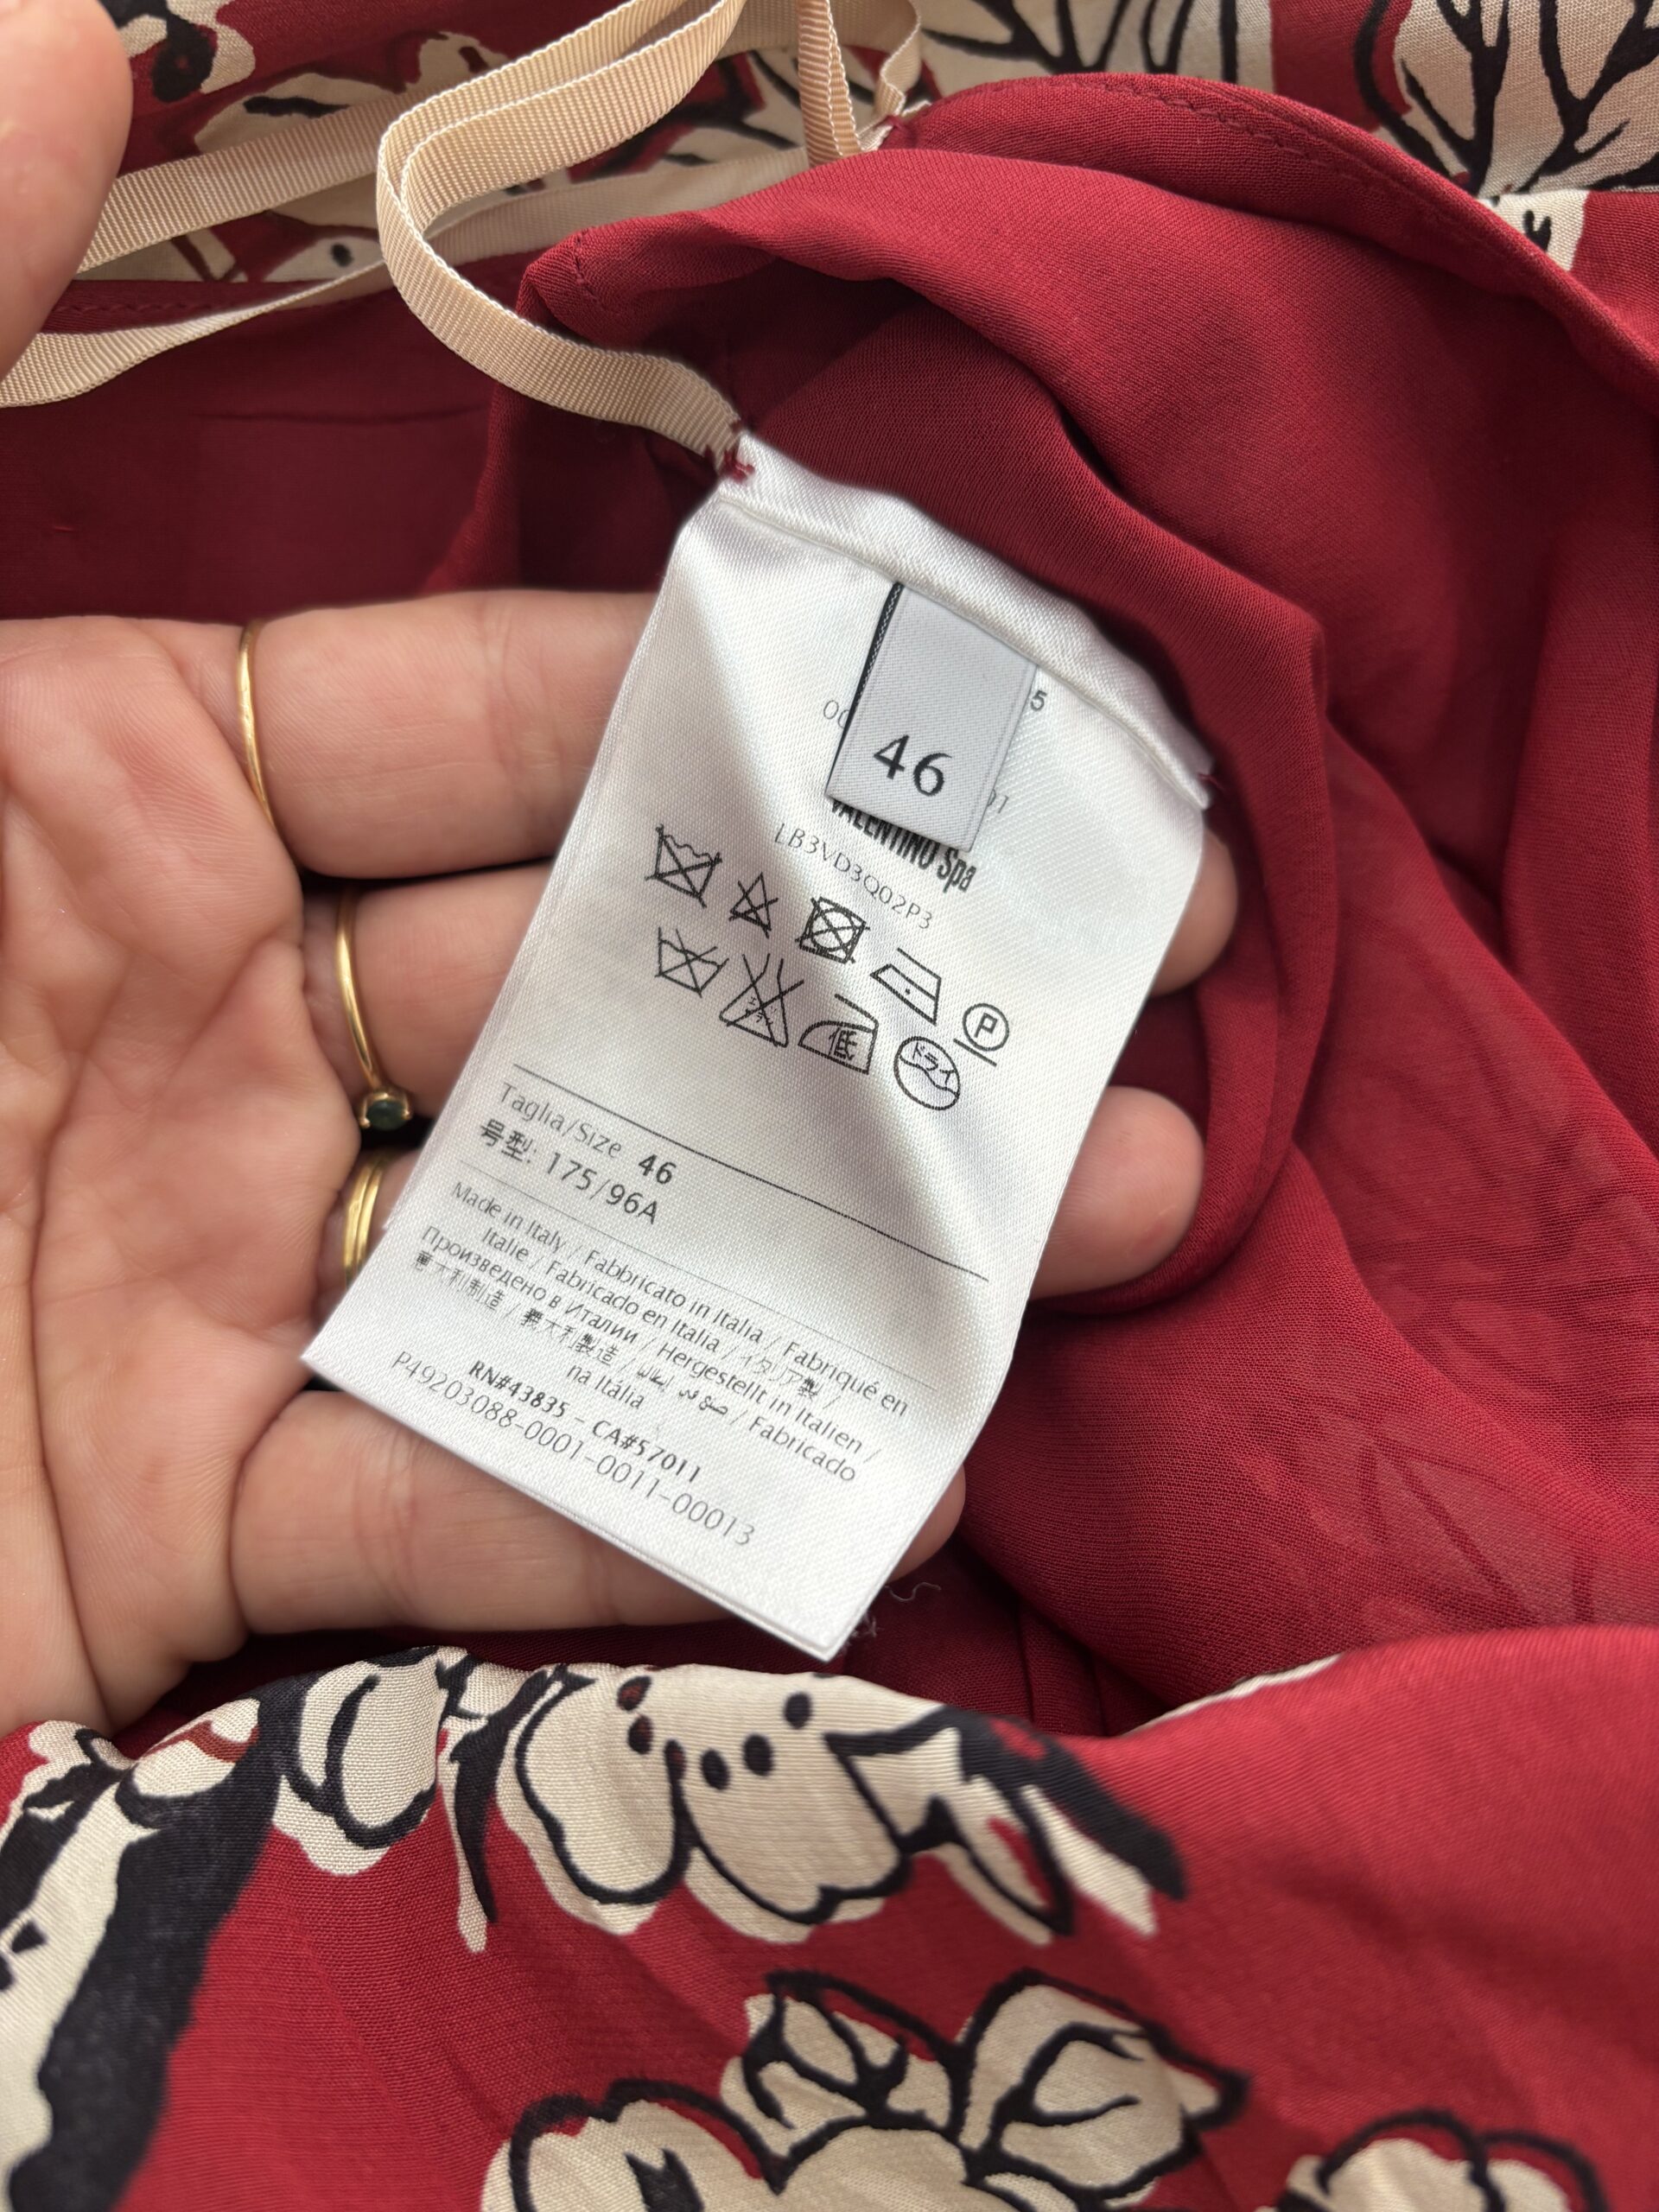 46
5
VALENTINO Spa
LB3VD3Q02P3
P
低
ドライ
Taglia/Size 46
号型: 175/96A
Made in Italy / Fabbricato in Italia / Fabriqué en
Italie / Fabricado en Italia / イタリア製 /
Произведено в Италии / Hergestellt in Italien /
意大利制造 / 義大利製造 / صنع في إيطاليا / Fabricado
na Itália
RN#43835 - CA#57011
P49203088-0001-0011-00013